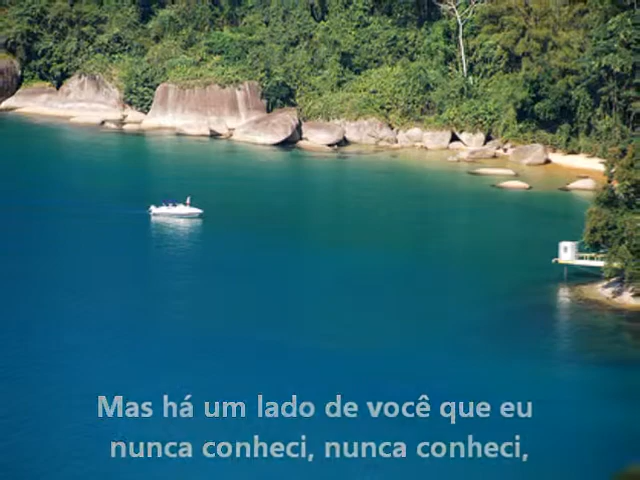 Mas há um lado de você que eu
nunca conheci, nunca conheci,